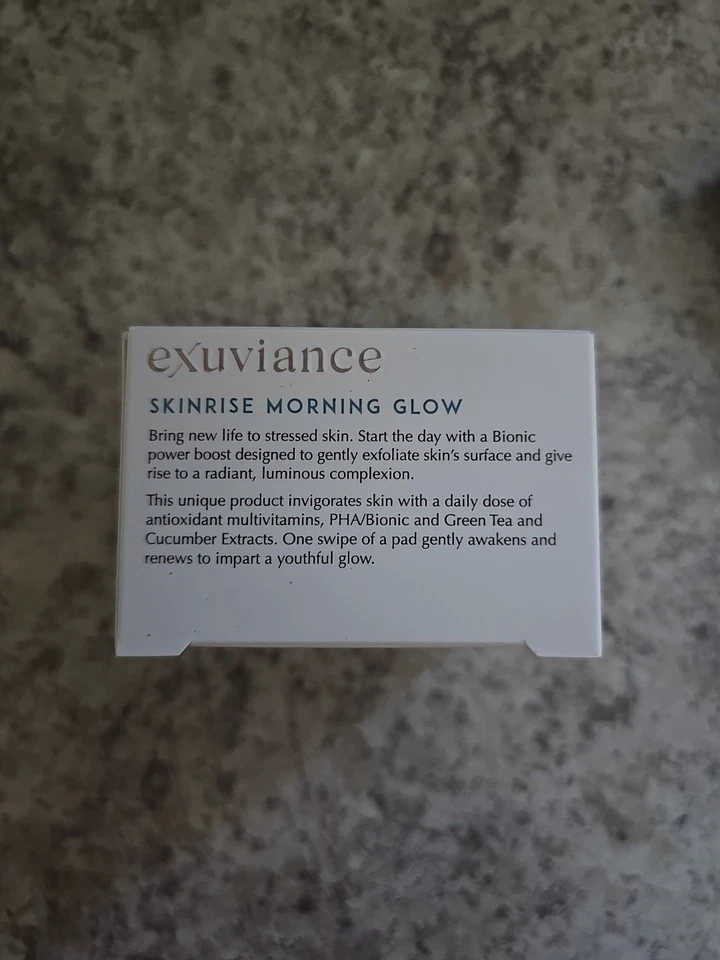 exuviance
SKINRISE MORNING GLOW
Bring new life to stressed skin. Start the day with a Bionic
power boost designed to gently exfoliate skin's surface and give
rise to a radiant, luminous complexion.
This unique product invigorates skin with a daily dose of
antioxidant multivitamins, PHA/Bionic and Green Tea and
Cucumber Extracts. One swipe of a pad gently awakens and
renews to impart a youthful glow.